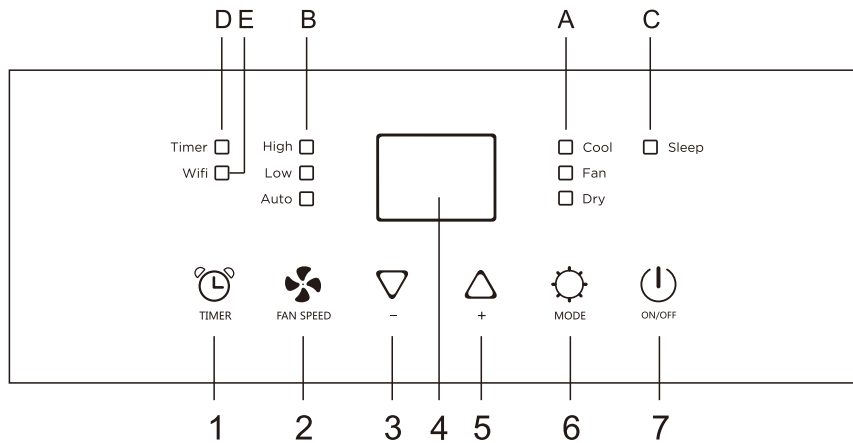 D E B A C
Timer High Cool Sleep
Wifi Low Fan
Auto Dry
TIMER FAN SPEED − + MODE ON/OFF
1 2 3 4 5 6 7